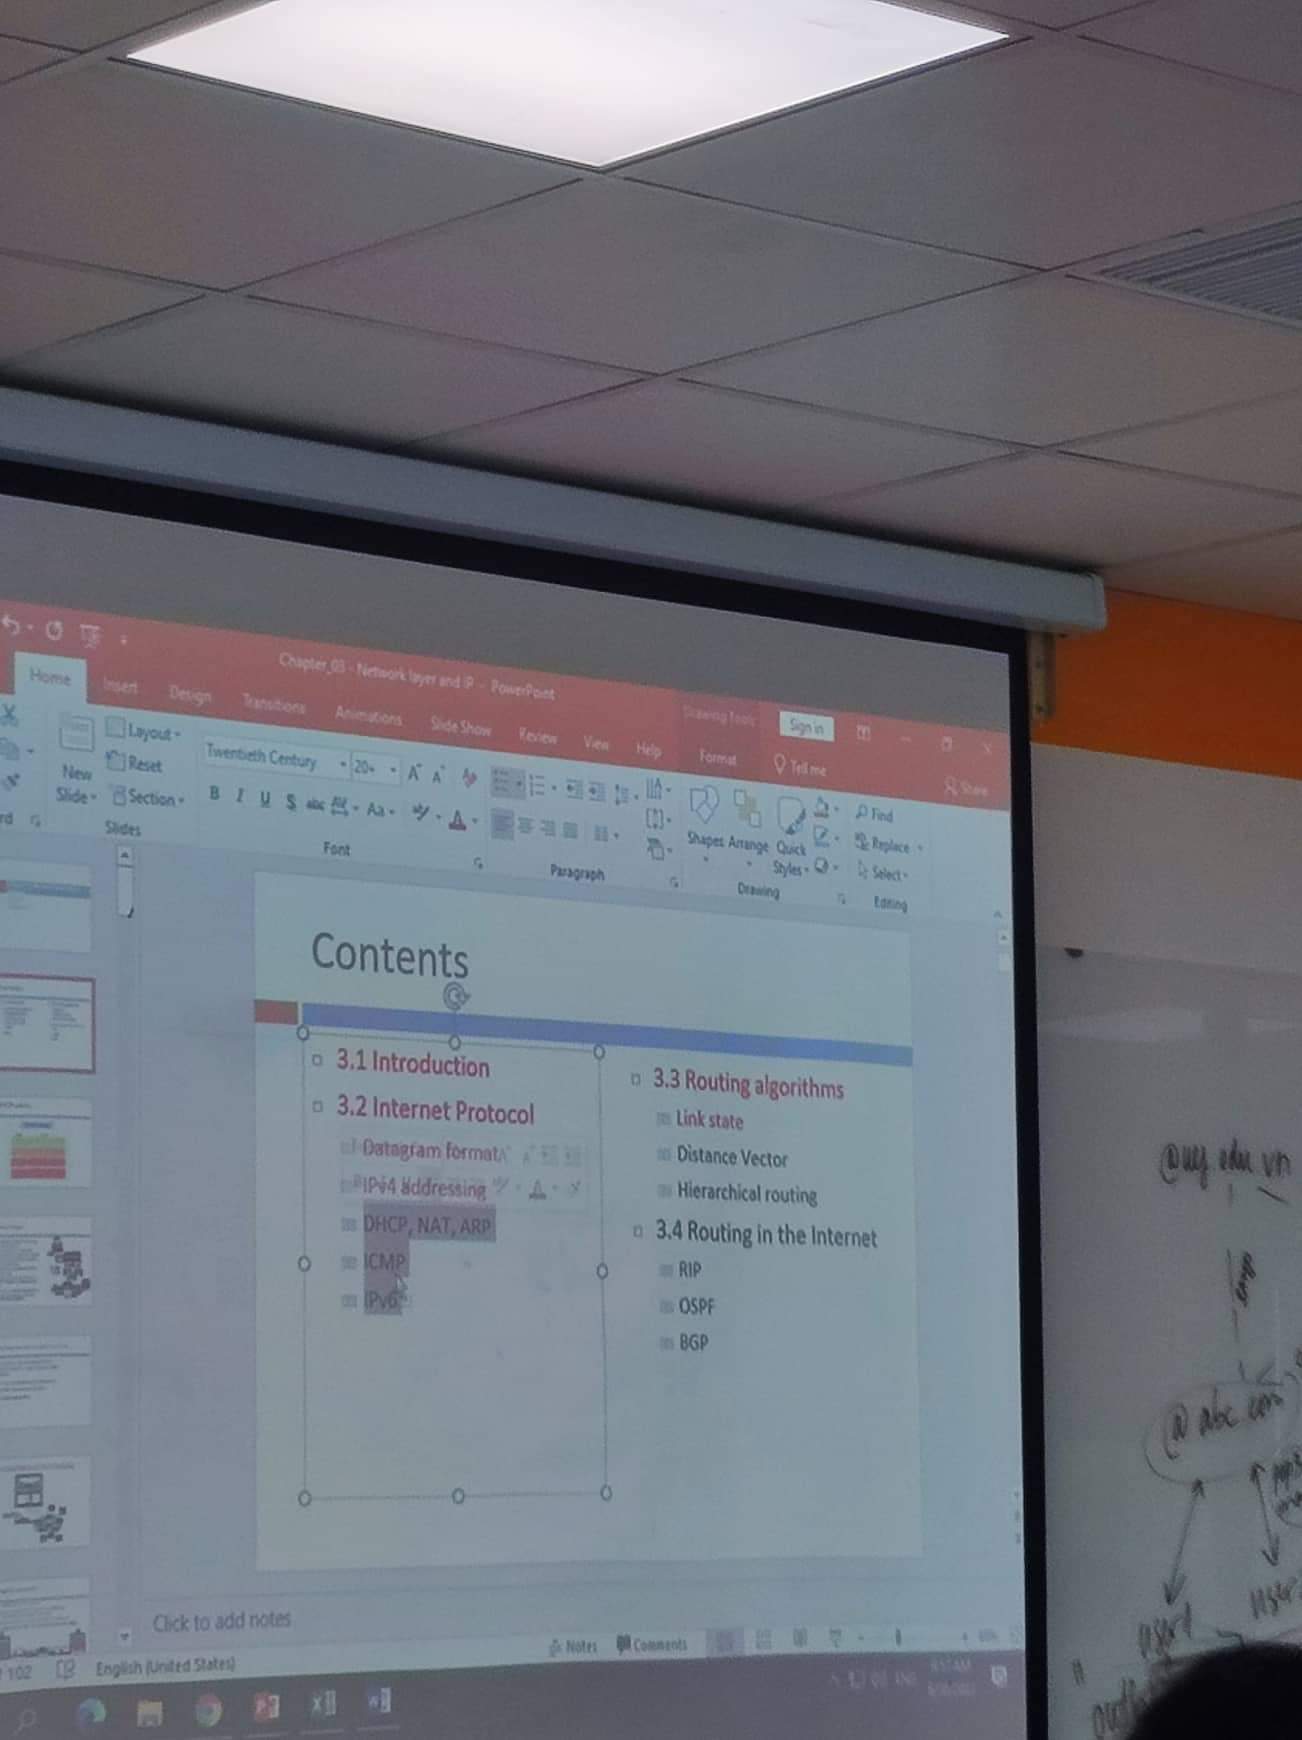 Chapter_03 - Network layer and IP - PowerPoint
Drawing Tools
Sign in
Home
Insert
Design
Transitions
Animations
Slide Show
Review
View
Help
Format
Tell me
Share
New
Slide
Layout
Reset
Section
Slides
Twentieth Century
20+
B I U S abc AV Aa
Font
Paragraph
Shapes Arrange Quick
Styles
Drawing
Find
Replace
Select
Editing
Contents
3.1 Introduction
3.2 Internet Protocol
Datagram format
IPv4 addressing
DHCP, NAT, ARP
ICMP
IPv6
3.3 Routing algorithms
Link state
Distance Vector
Hierarchical routing
3.4 Routing in the Internet
RIP
OSPF
BGP
Click to add notes
Notes
Comments
102
English (United States)
ENG
edu vn
@ abc com
user1
user